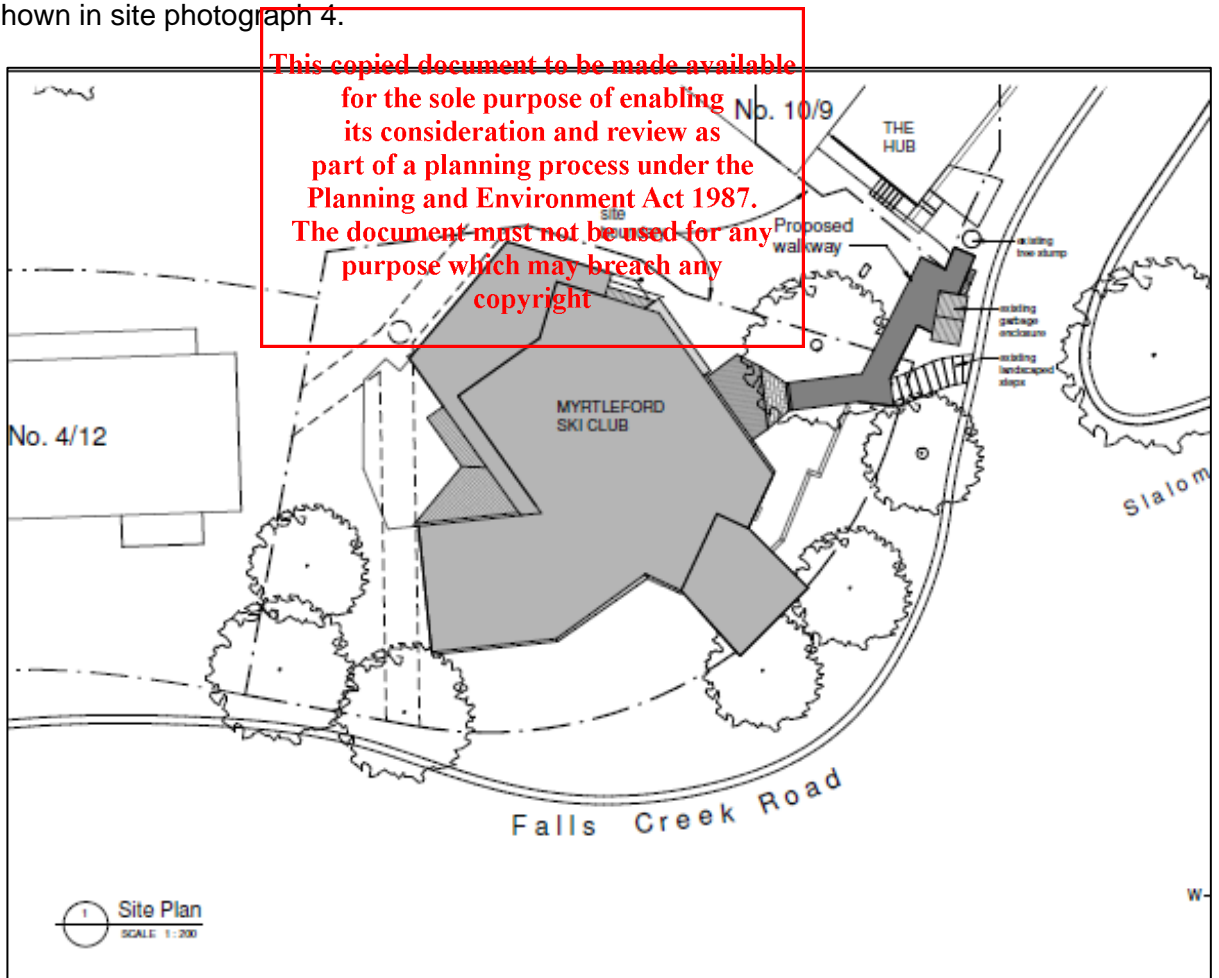 hown in site photograph 4.
This copied document to be made available
for the sole purpose of enabling
its consideration and review as
part of a planning process under the
Planning and Environment Act 1987.
The document must not be used for any
purpose which may breach any
copyright
No. 10/9
THE
HUB
site
Proposed
walkway
existing
tree stump
existing
garbage
enclosure
existing
landscaped
steps
MYRTLEFORD
SKI CLUB
No. 4/12
Slalom
Falls Creek Road
1
Site Plan
SCALE 1:200
W